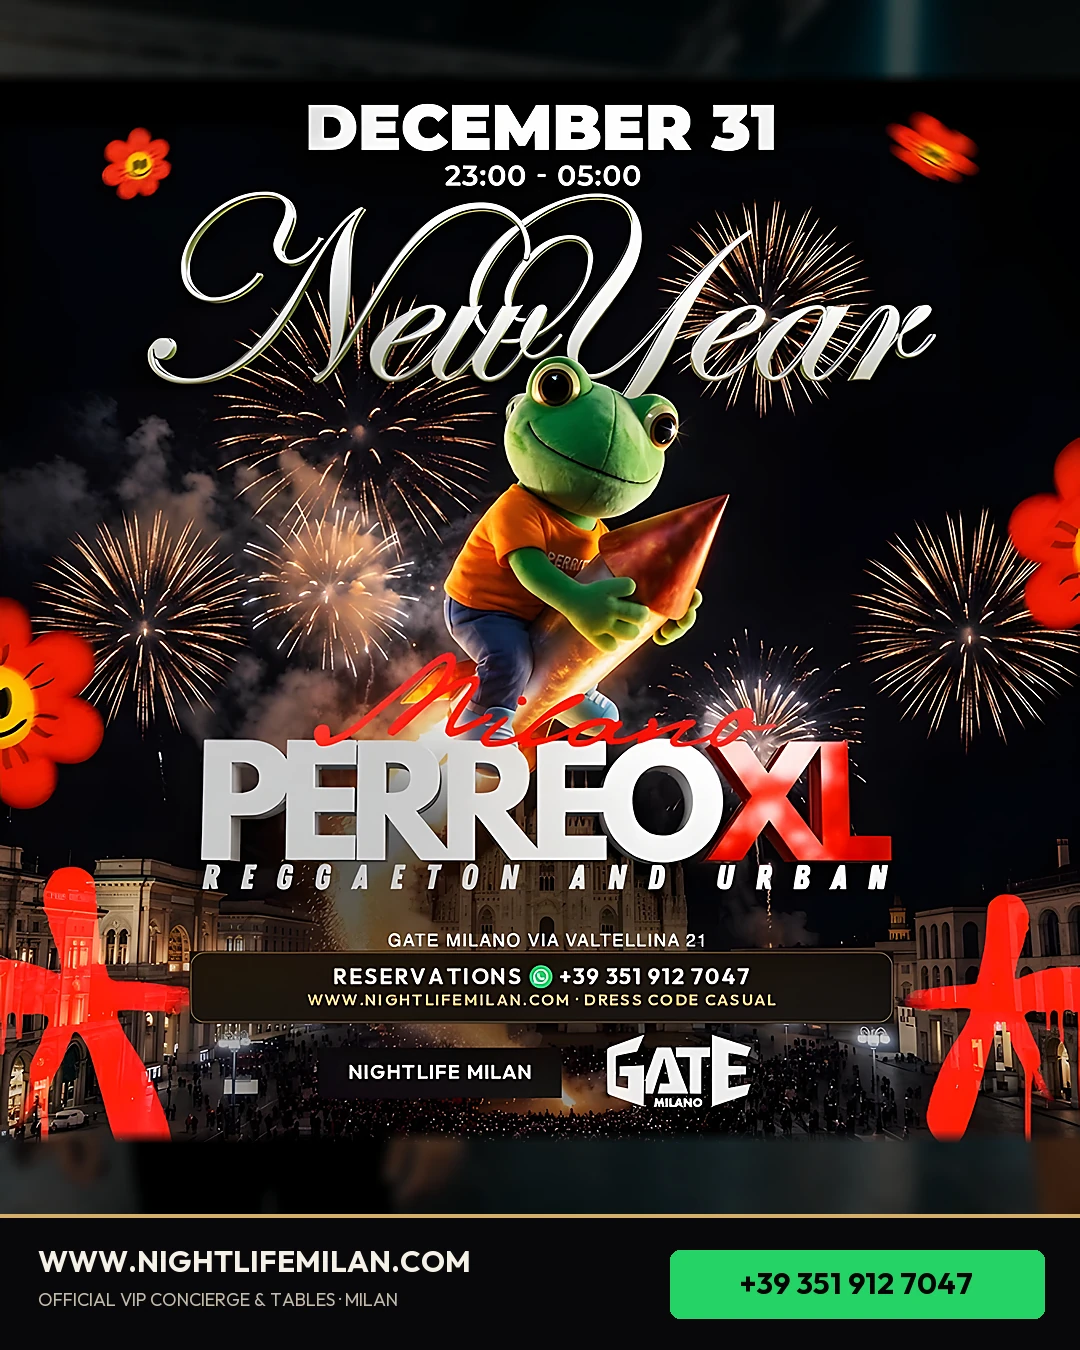 DECEMBER 31
23:00 - 05:00
New Year
PERREO
Milano
PERREOXL
REGGAETON AND URBAN
GATE MILANO VIA VALTELLINA 21
RESERVATIONS +39 351 912 7047
WWW.NIGHTLIFEMILAN.COM · DRESS CODE CASUAL
NIGHTLIFE MILAN
GATE
MILANO
WWW.NIGHTLIFEMILAN.COM
+39 351 912 7047
OFFICIAL VIP CONCIERGE & TABLES · MILAN